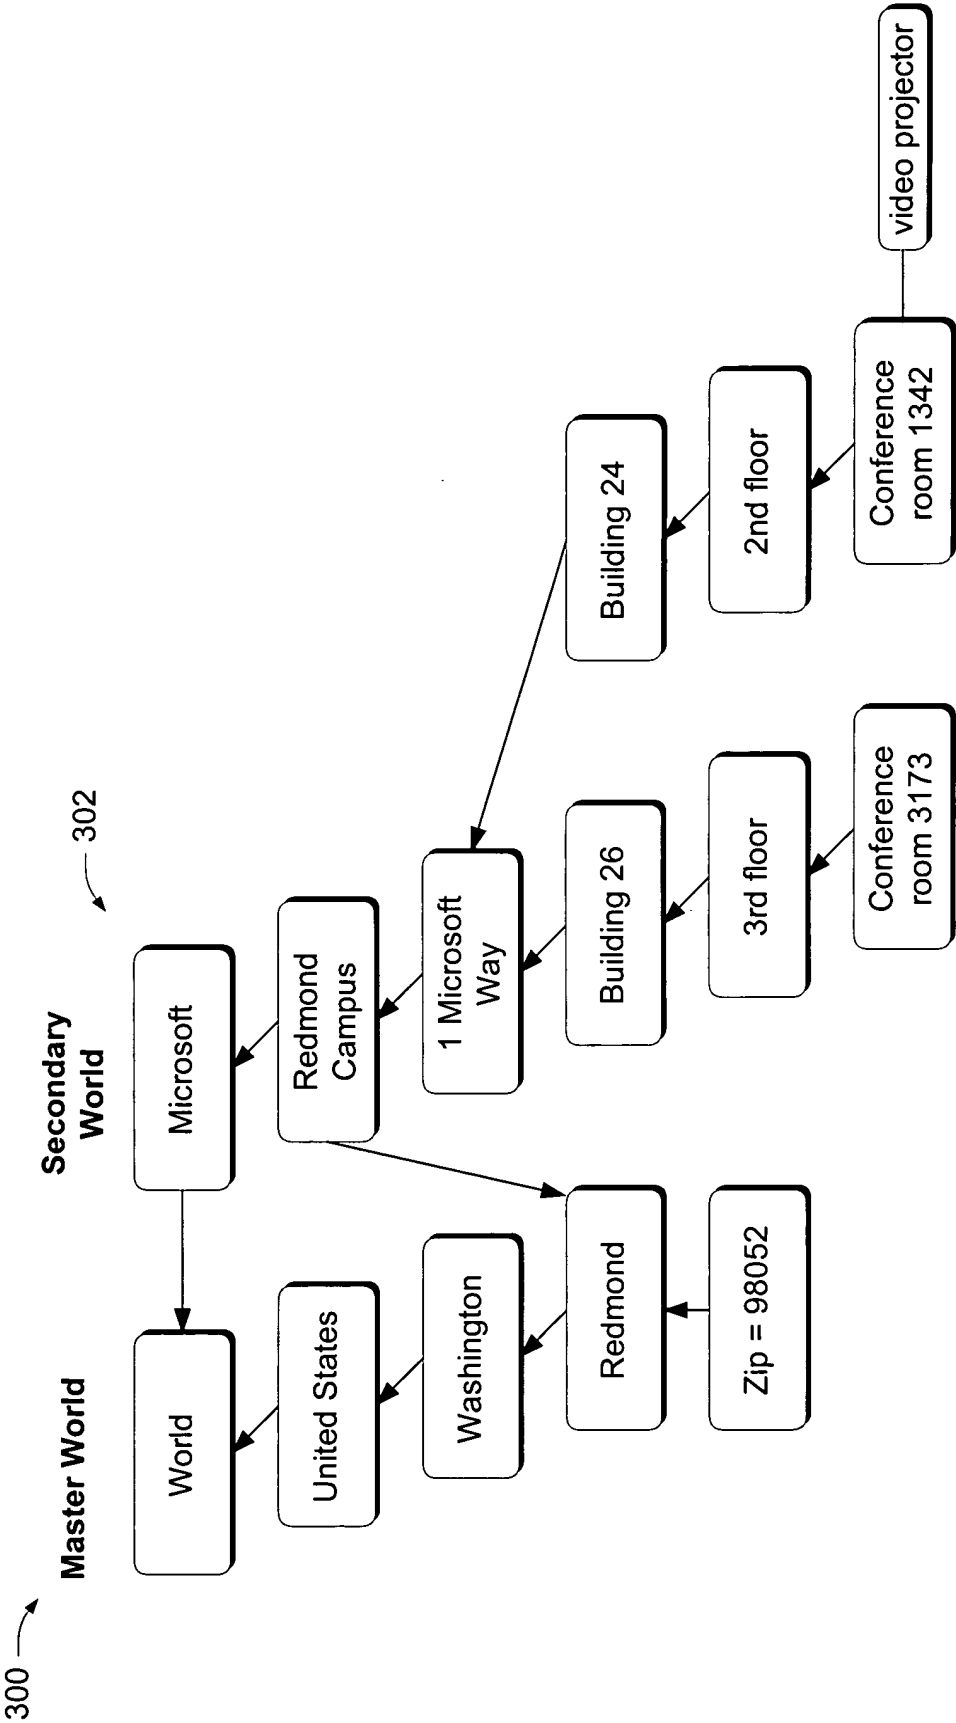 300
Master World
Secondary
World
302
World
Microsoft
United States
Redmond
Campus
Washington
1 Microsoft
Way
Redmond
Building 26
Building 24
Zip = 98052
3rd floor
2nd floor
Conference
room 3173
Conference
room 1342
video projector